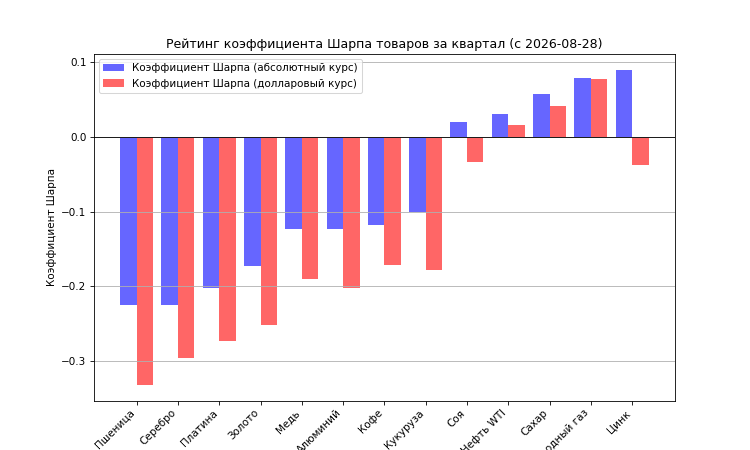 Рейтинг коэффициента Шарпа товаров за квартал (с 2026-08-28)
Коэффициент Шарпа (абсолютный курс)
Коэффициент Шарпа (долларовый курс)
Коэффициент Шарпа
0.1
0.0
−0.1
−0.2
−0.3
Пшеница
Серебро
Платина
Золото
Медь
Алюминий
Кофе
Кукуруза
Соя
Нефть WTI
Сахар
одный газ
Цинк